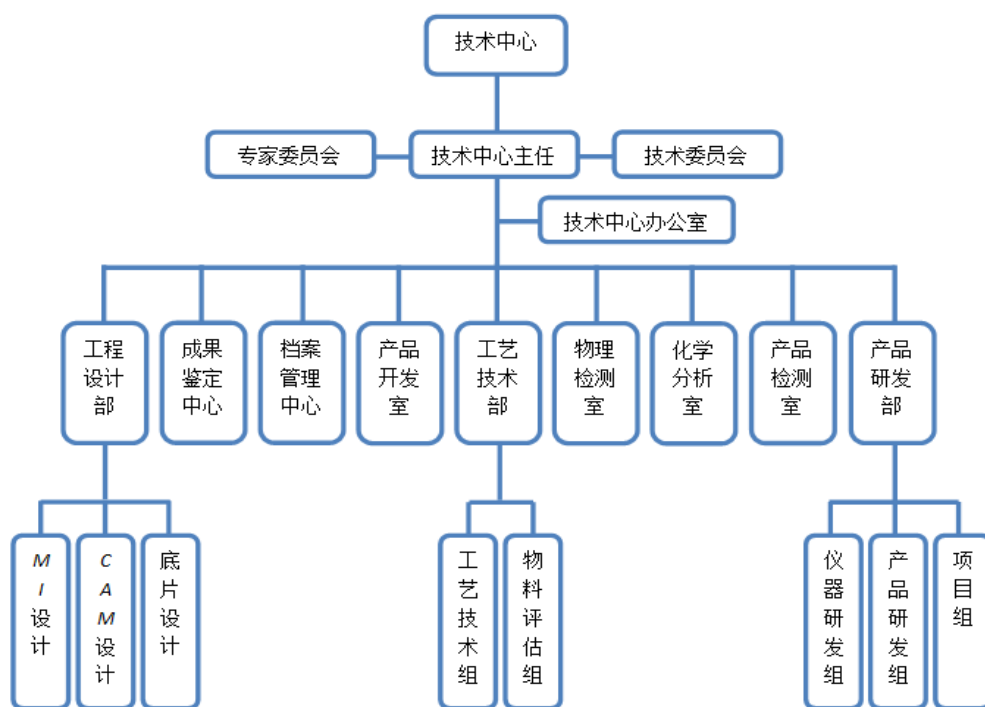 技术中心
专家委员会
技术中心主任
技术委员会
技术中心办公室
工程
设计
部
成果
鉴定
中心
档案
管理
中心
产品
开发
室
工艺
技术
部
物理
检测
室
化学
分析
室
产品
检测
室
产品
研发
部
MI设计
CAM设计
底片设计
工艺技术组
物料评估组
仪器研发组
产品研发组
项目组